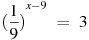 (1/9)^{x−9} = 3